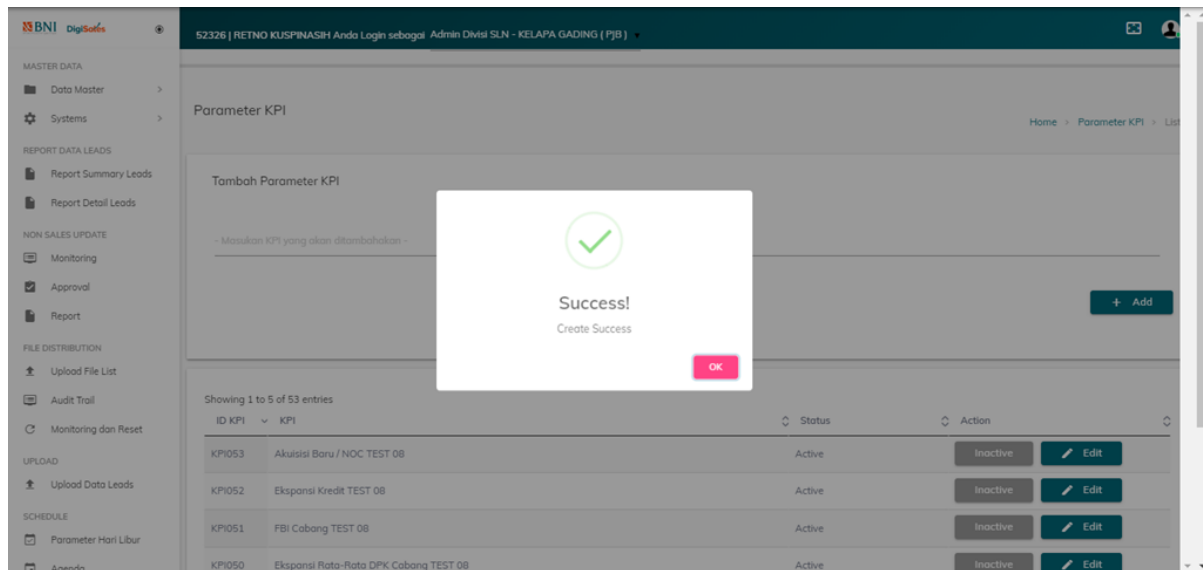 BNI DigiSales
52326 | RETNO KUSPINASIH Anda Login sebagai Admin Divisi SLN - KELAPA GADING ( PJB )
MASTER DATA
Data Master
Systems
REPORT DATA LEADS
Report Summary Leads
Report Detail Leads
NON SALES UPDATE
Monitoring
Approval
Report
FILE DISTRIBUTION
Upload File List
Audit Trail
Monitoring dan Reset
UPLOAD
Upload Data Leads
SCHEDULE
Parameter Hari Libur
Agenda
Parameter KPI
Home > Parameter KPI > List
Tambah Parameter KPI
- Masukan KPI yang akan ditambahakan -
+ Add
Success!
Create Success
OK
Showing 1 to 5 of 53 entries
ID KPI KPI Status Action
KPI053 Akuisisi Baru / NOC TEST 08 Active Inactive Edit
KPI052 Ekspansi Kredit TEST 08 Active Inactive Edit
KPI051 FBI Cabang TEST 08 Active Inactive Edit
KPI050 Ekspansi Rata-Rata DPK Cabang TEST 08 Active Inactive Edit